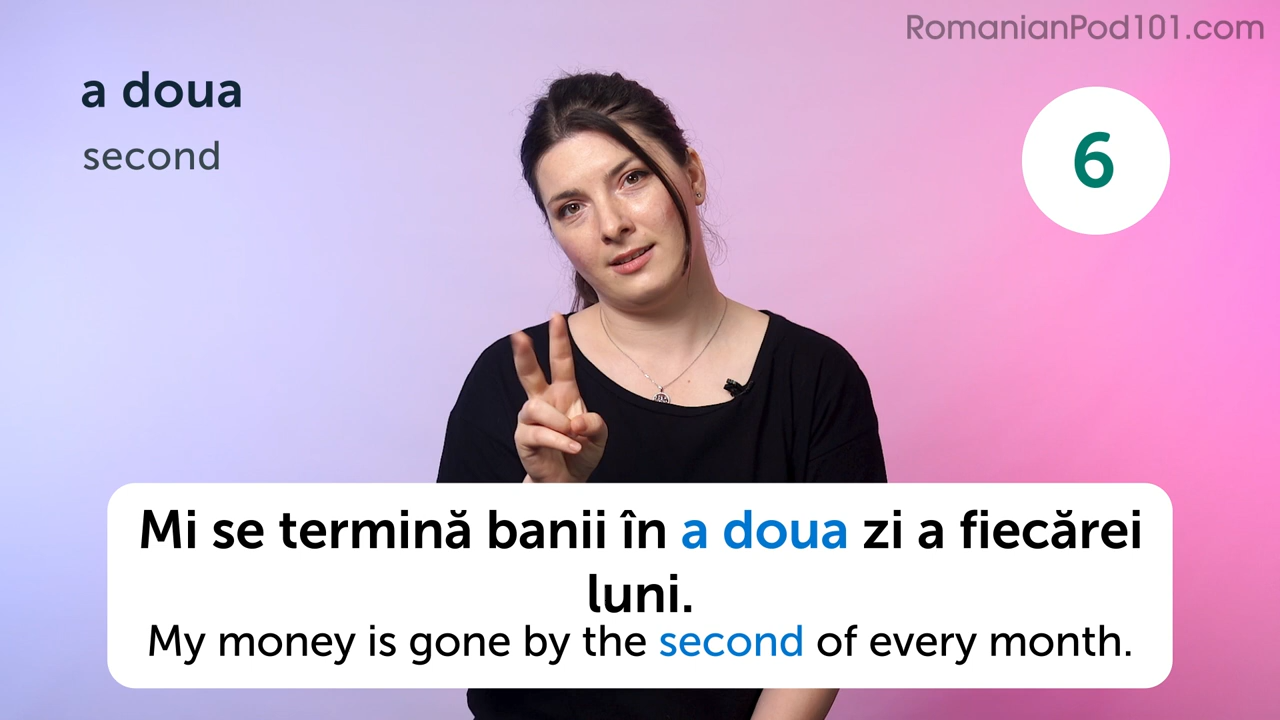 RomanianPod101.com
a doua
second
6
Mi se termină banii în a doua zi a fiecărei
luni.
My money is gone by the second of every month.